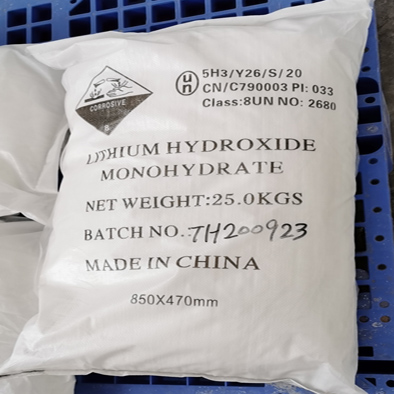 5H3/Y26/S/20
CN/C790003 PI: 033
Class:8UN NO: 2680
CORROSIVE
8
LITHIUM HYDROXIDE
MONOHYDRATE
NET WEIGHT:25.0KGS
BATCH NO. TH200923
MADE IN CHINA
850X470mm